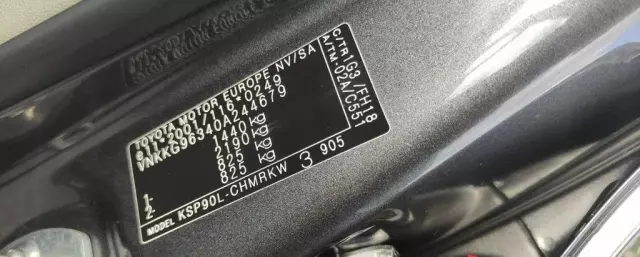 TOYOTA MOTOR EUROPE NV/SA
e11*2001/116*0249
VNKKG96340A244679
1440 kg
1190 kg
1- 825 kg
2- 825 kg
C/TR 1G3 /FH18
A/TM -02A/C551
MODEL KSP90L-CHMRKW 3 905